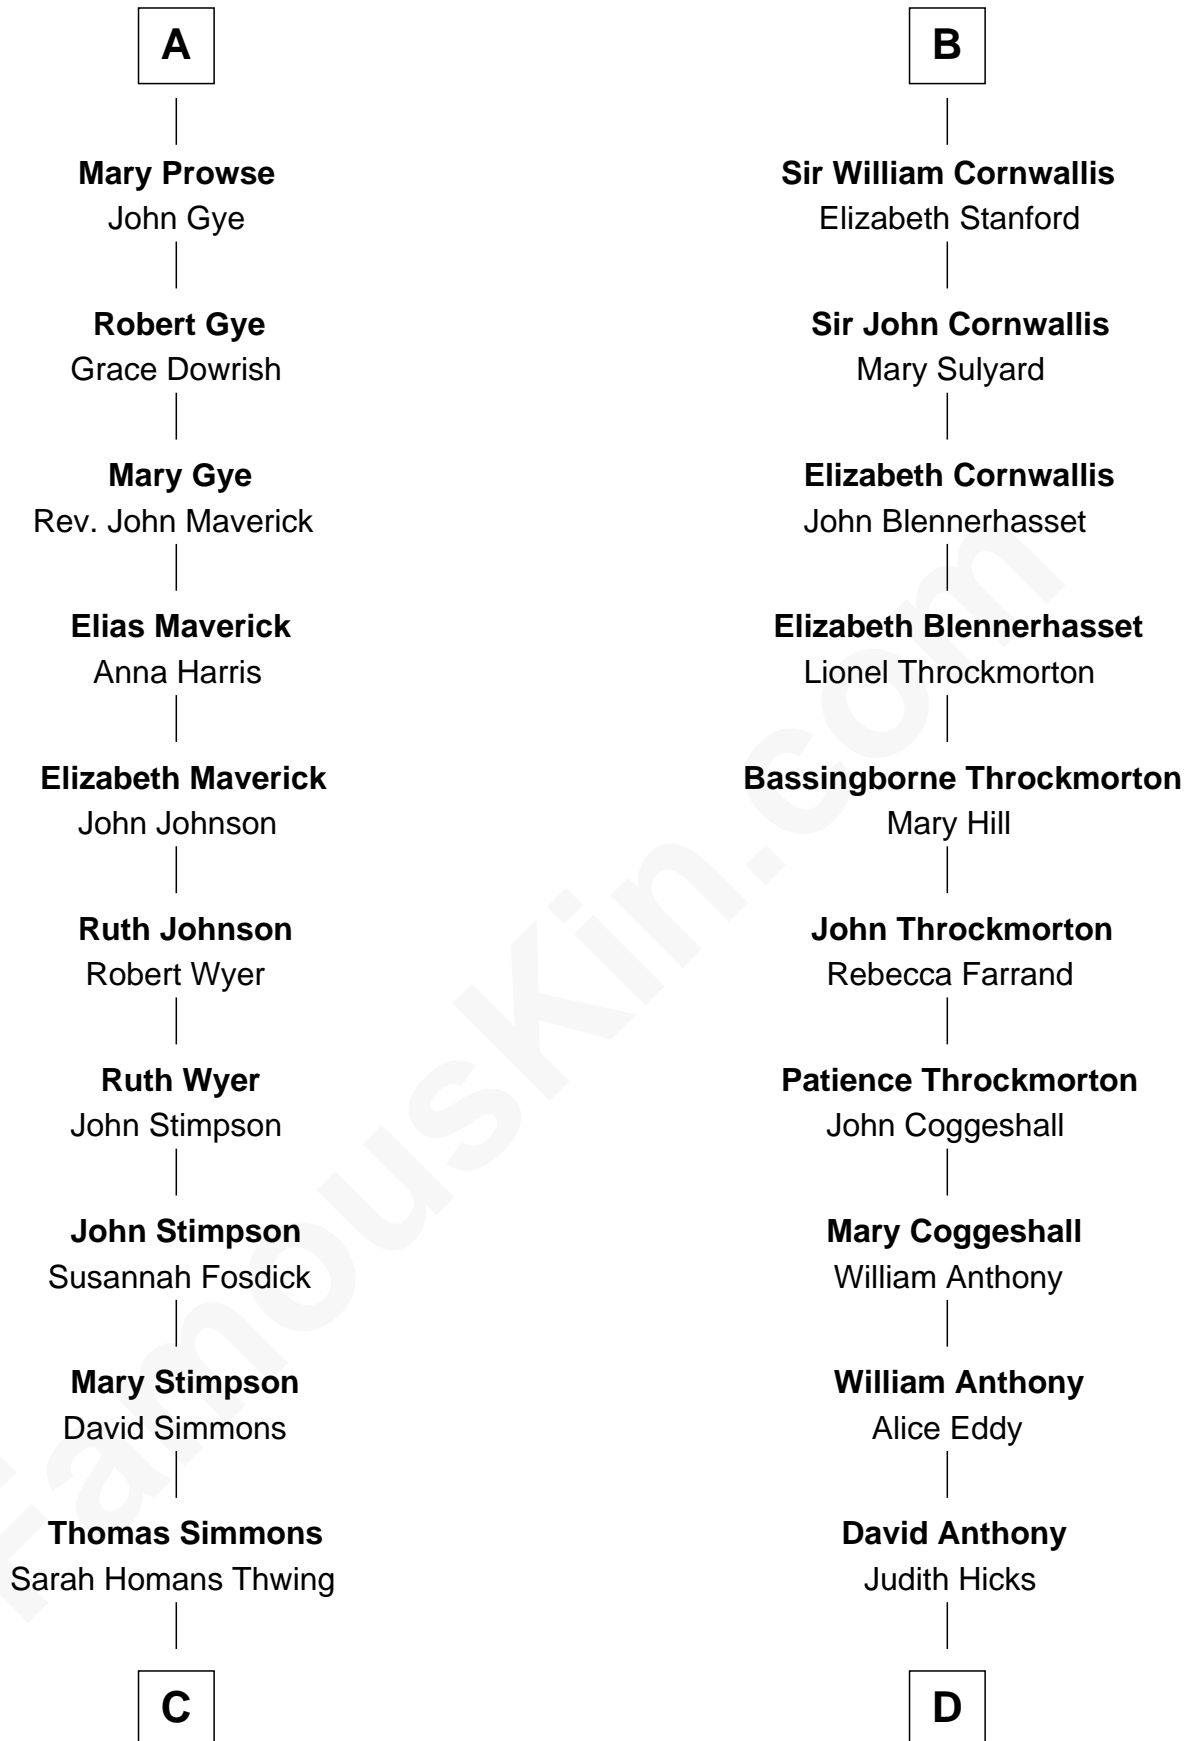 A
Mary Prowse
John Gye
Robert Gye
Grace Dowrish
Mary Gye
Rev. John Maverick
Elias Maverick
Anna Harris
Elizabeth Maverick
John Johnson
Ruth Johnson
Robert Wyer
Ruth Wyer
John Stimpson
John Stimpson
Susannah Fosdick
Mary Stimpson
David Simmons
Thomas Simmons
Sarah Homans Thwing
C
B
Sir William Cornwallis
Elizabeth Stanford
Sir John Cornwallis
Mary Sulyard
Elizabeth Cornwallis
John Blennerhasset
Elizabeth Blennerhasset
Lionel Throckmorton
Bassingborne Throckmorton
Mary Hill
John Throckmorton
Rebecca Farrand
Patience Throckmorton
John Coggeshall
Mary Coggeshall
William Anthony
William Anthony
Alice Eddy
David Anthony
Judith Hicks
D
FamousKin.com